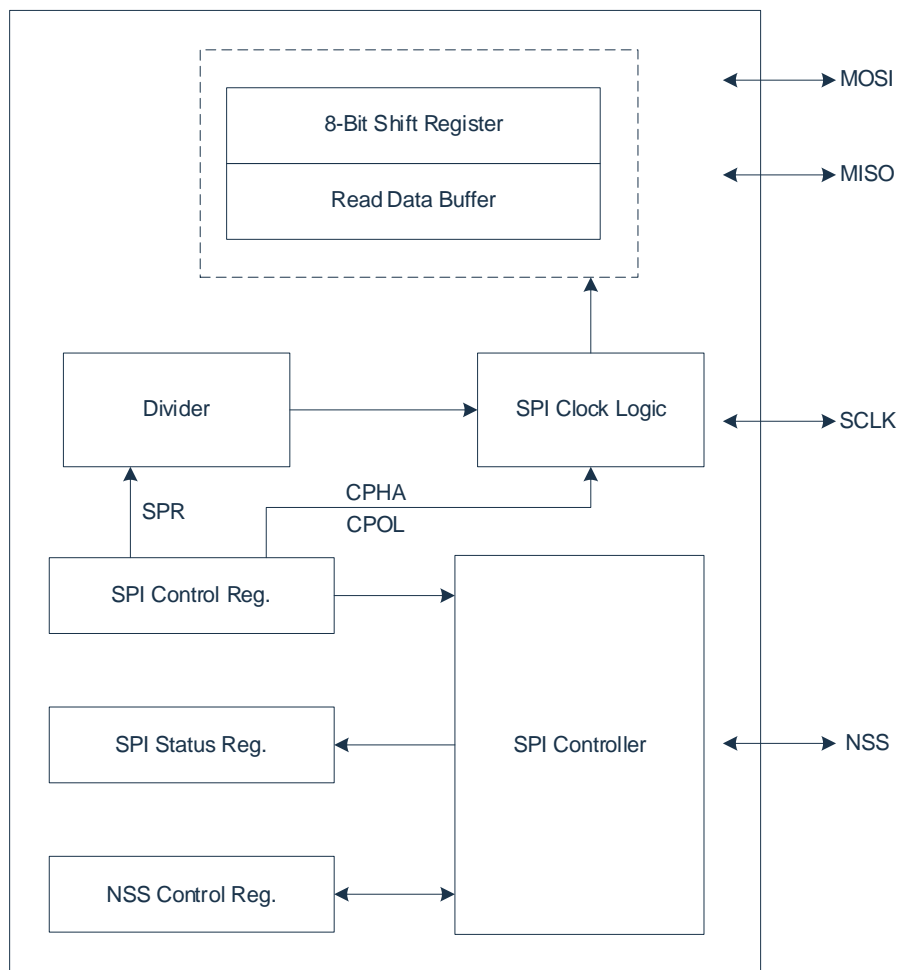 MOSI
8-Bit Shift Register
MISO
Read Data Buffer
Divider
SPI Clock Logic
SCLK
CPHA
SPR
CPOL
SPI Control Reg.
SPI Status Reg.
SPI Controller
NSS
NSS Control Reg.